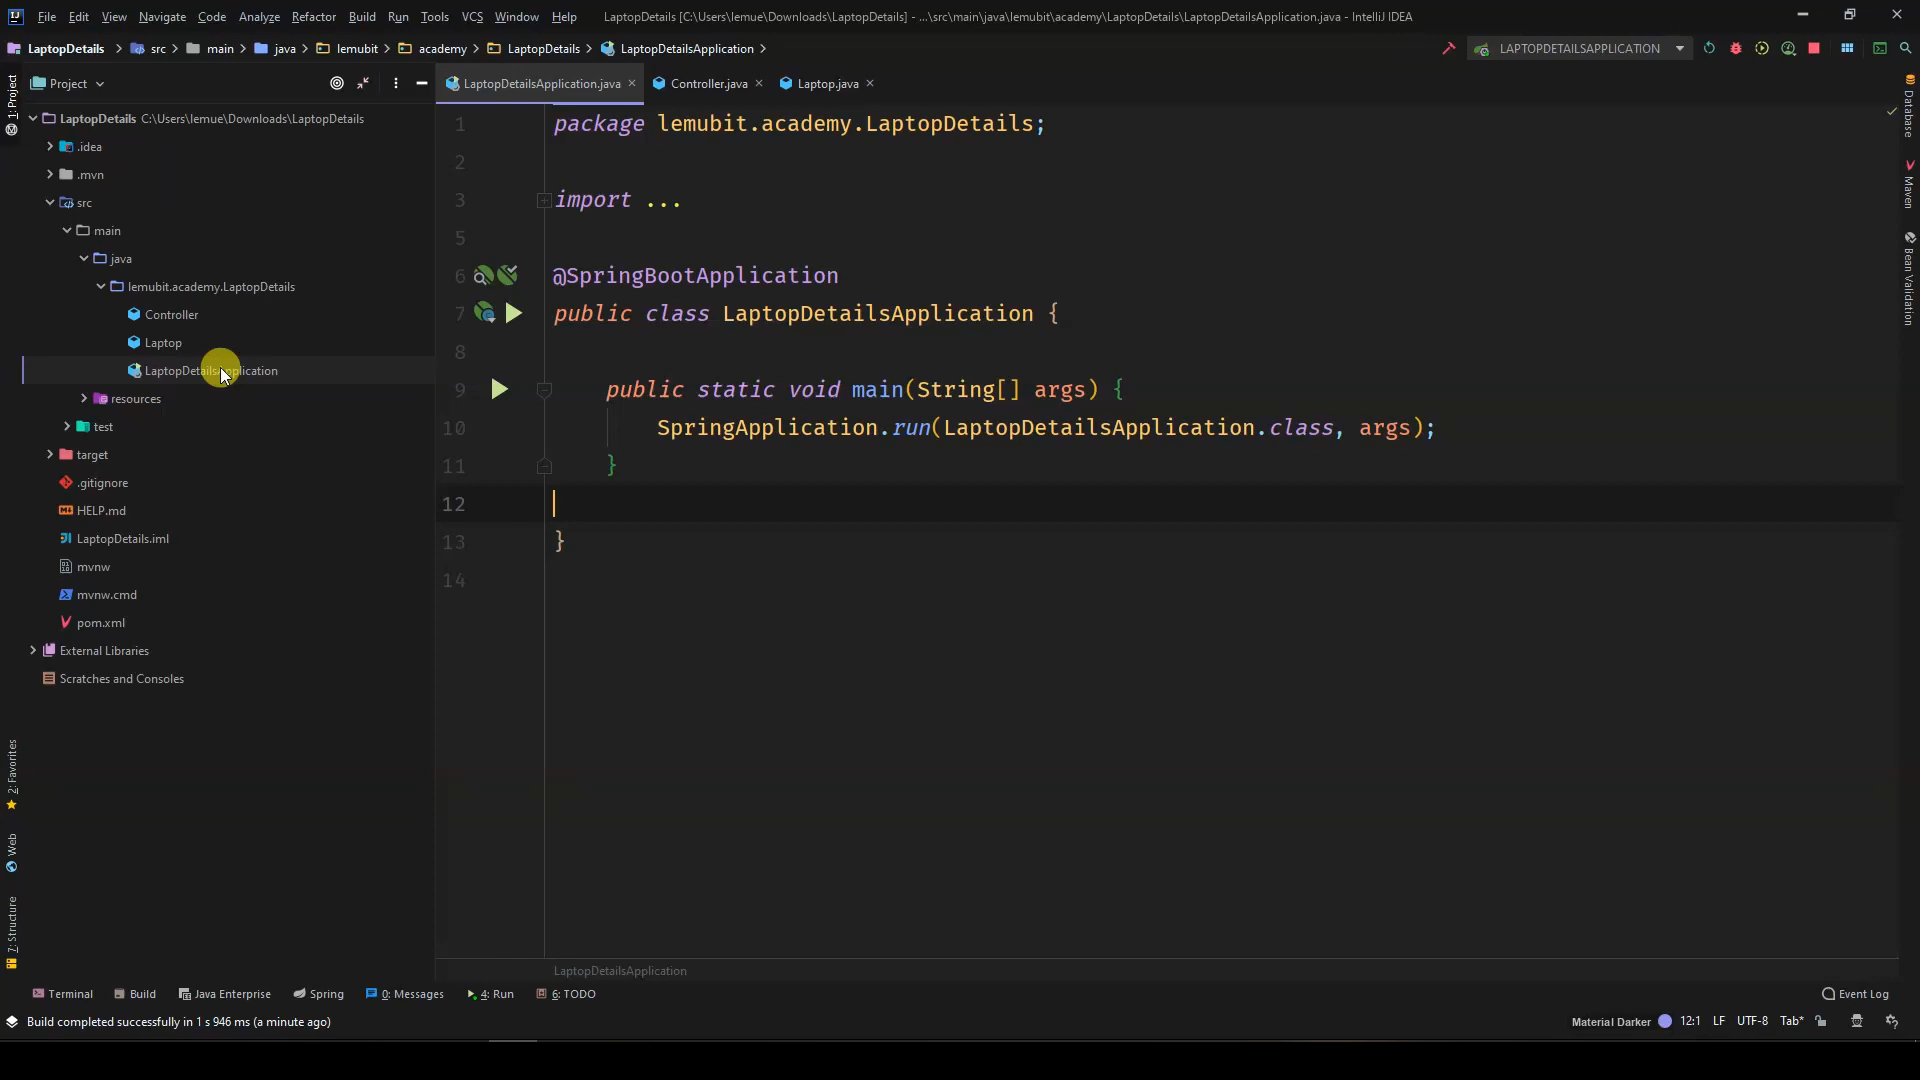 File Edit View Navigate Code Analyze Refactor Build Run Tools VCS Window Help LaptopDetails [C:\Users\lemue\Downloads\LaptopDetails] - ...\src\main\java\lemubit\academy\LaptopDetails\LaptopDetailsApplication.java - IntelliJ IDEA
LaptopDetails src main java lemubit academy LaptopDetails LaptopDetailsApplication LAPTOPDETAILSAPPLICATION
Project LaptopDetailsApplication.java Controller.java Laptop.java
1: Project
LaptopDetails C:\Users\lemue\Downloads\LaptopDetails
.idea
.mvn
src
main
java
lemubit.academy.LaptopDetails
Controller
Laptop
LaptopDetailsApplication
resources
test
target
.gitignore
HELP.md
LaptopDetails.iml
mvnw
mvnw.cmd
pom.xml
External Libraries
Scratches and Consoles
2: Favorites
Web
7: Structure
1 package lemubit.academy.LaptopDetails;
2
3 import ...
5
6 @SpringBootApplication
7 public class LaptopDetailsApplication {
8
9 public static void main(String[] args) {
10 SpringApplication.run(LaptopDetailsApplication.class, args);
11 }
12
13 }
14
LaptopDetailsApplication
Database
Maven
Bean Validation
Terminal Build Java Enterprise Spring 0: Messages 4: Run 6: TODO Event Log
Build completed successfully in 1 s 946 ms (a minute ago) Material Darker 12:1 LF UTF-8 Tab*